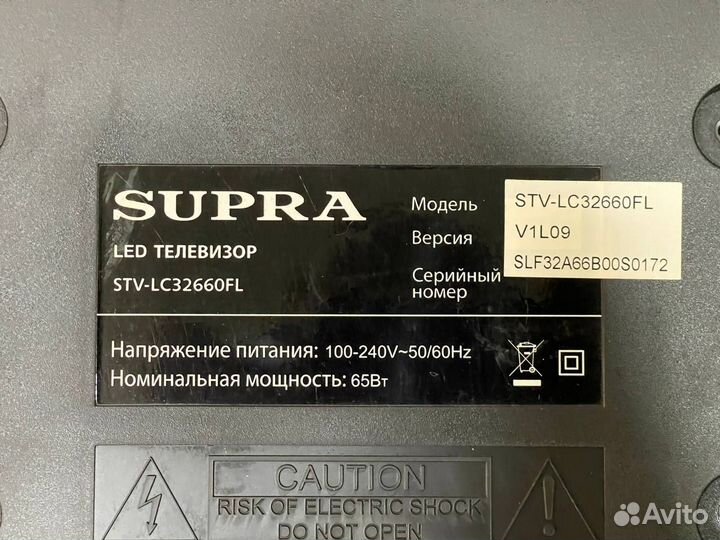 SUPRA
LED ТЕЛЕВИЗОР
STV-LC32660FL
Модель STV-LC32660FL
Версия V1L09
Серийный номер SLF32A66B00S0172
Напряжение питания: 100-240V~50/60Hz
Номинальная мощность: 65Вт
CAUTION
RISK OF ELECTRIC SHOCK
DO NOT OPEN
Avito